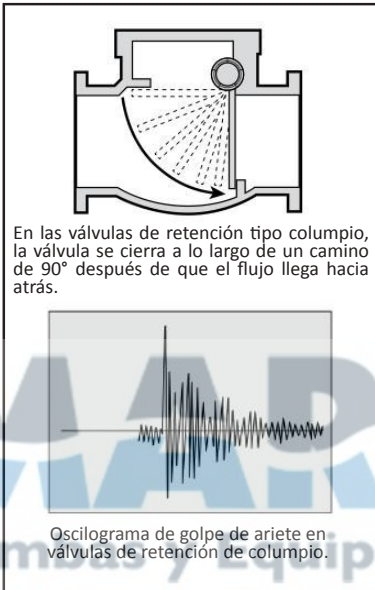 En las válvulas de retención tipo columpio,
la válvula se cierra a lo largo de un camino
de 90° después de que el flujo llega hacia
atrás.
Oscilograma de golpe de ariete en
válvulas de retención de columpio.
mbas y Equip